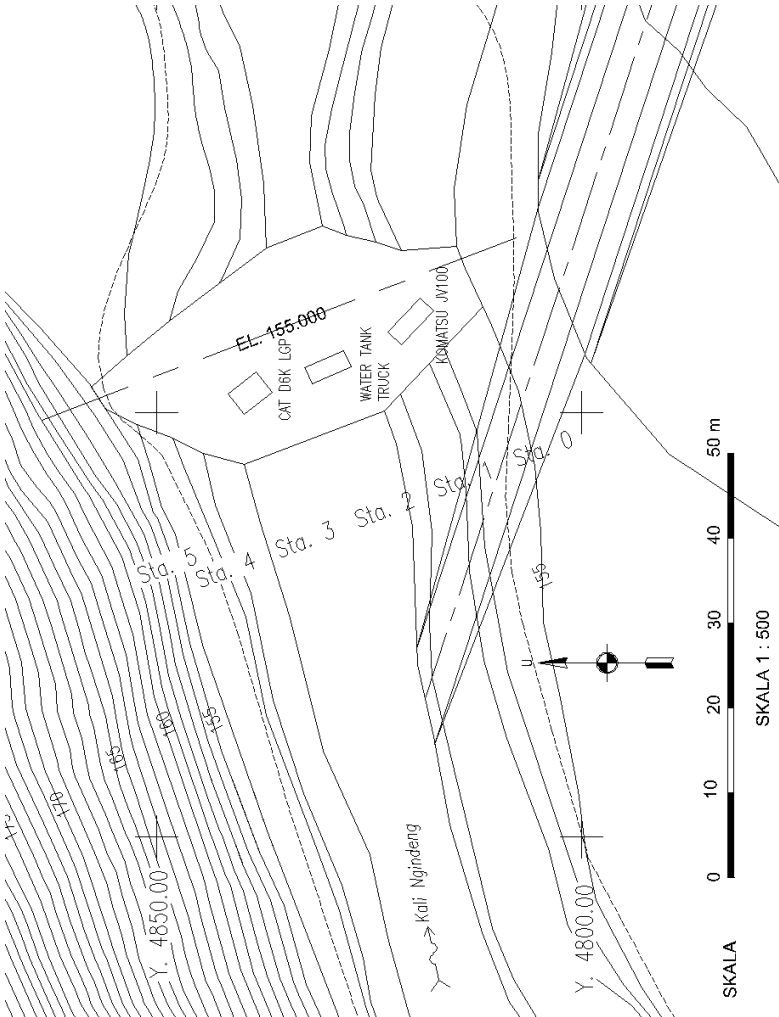 EL. 155.000
CAT D6K LGP
WATER TANK
TRUCK
KOMATSU JV100
Sta. 5
Sta. 4
Sta. 3
Sta. 2
Sta. 1
Sta. 0
155
160
155
165
170
Y. 4850.00
Kali Ngindeng
Y. 4800.00
U
SKALA
0
10
20
30
40
50 m
SKALA 1 : 500